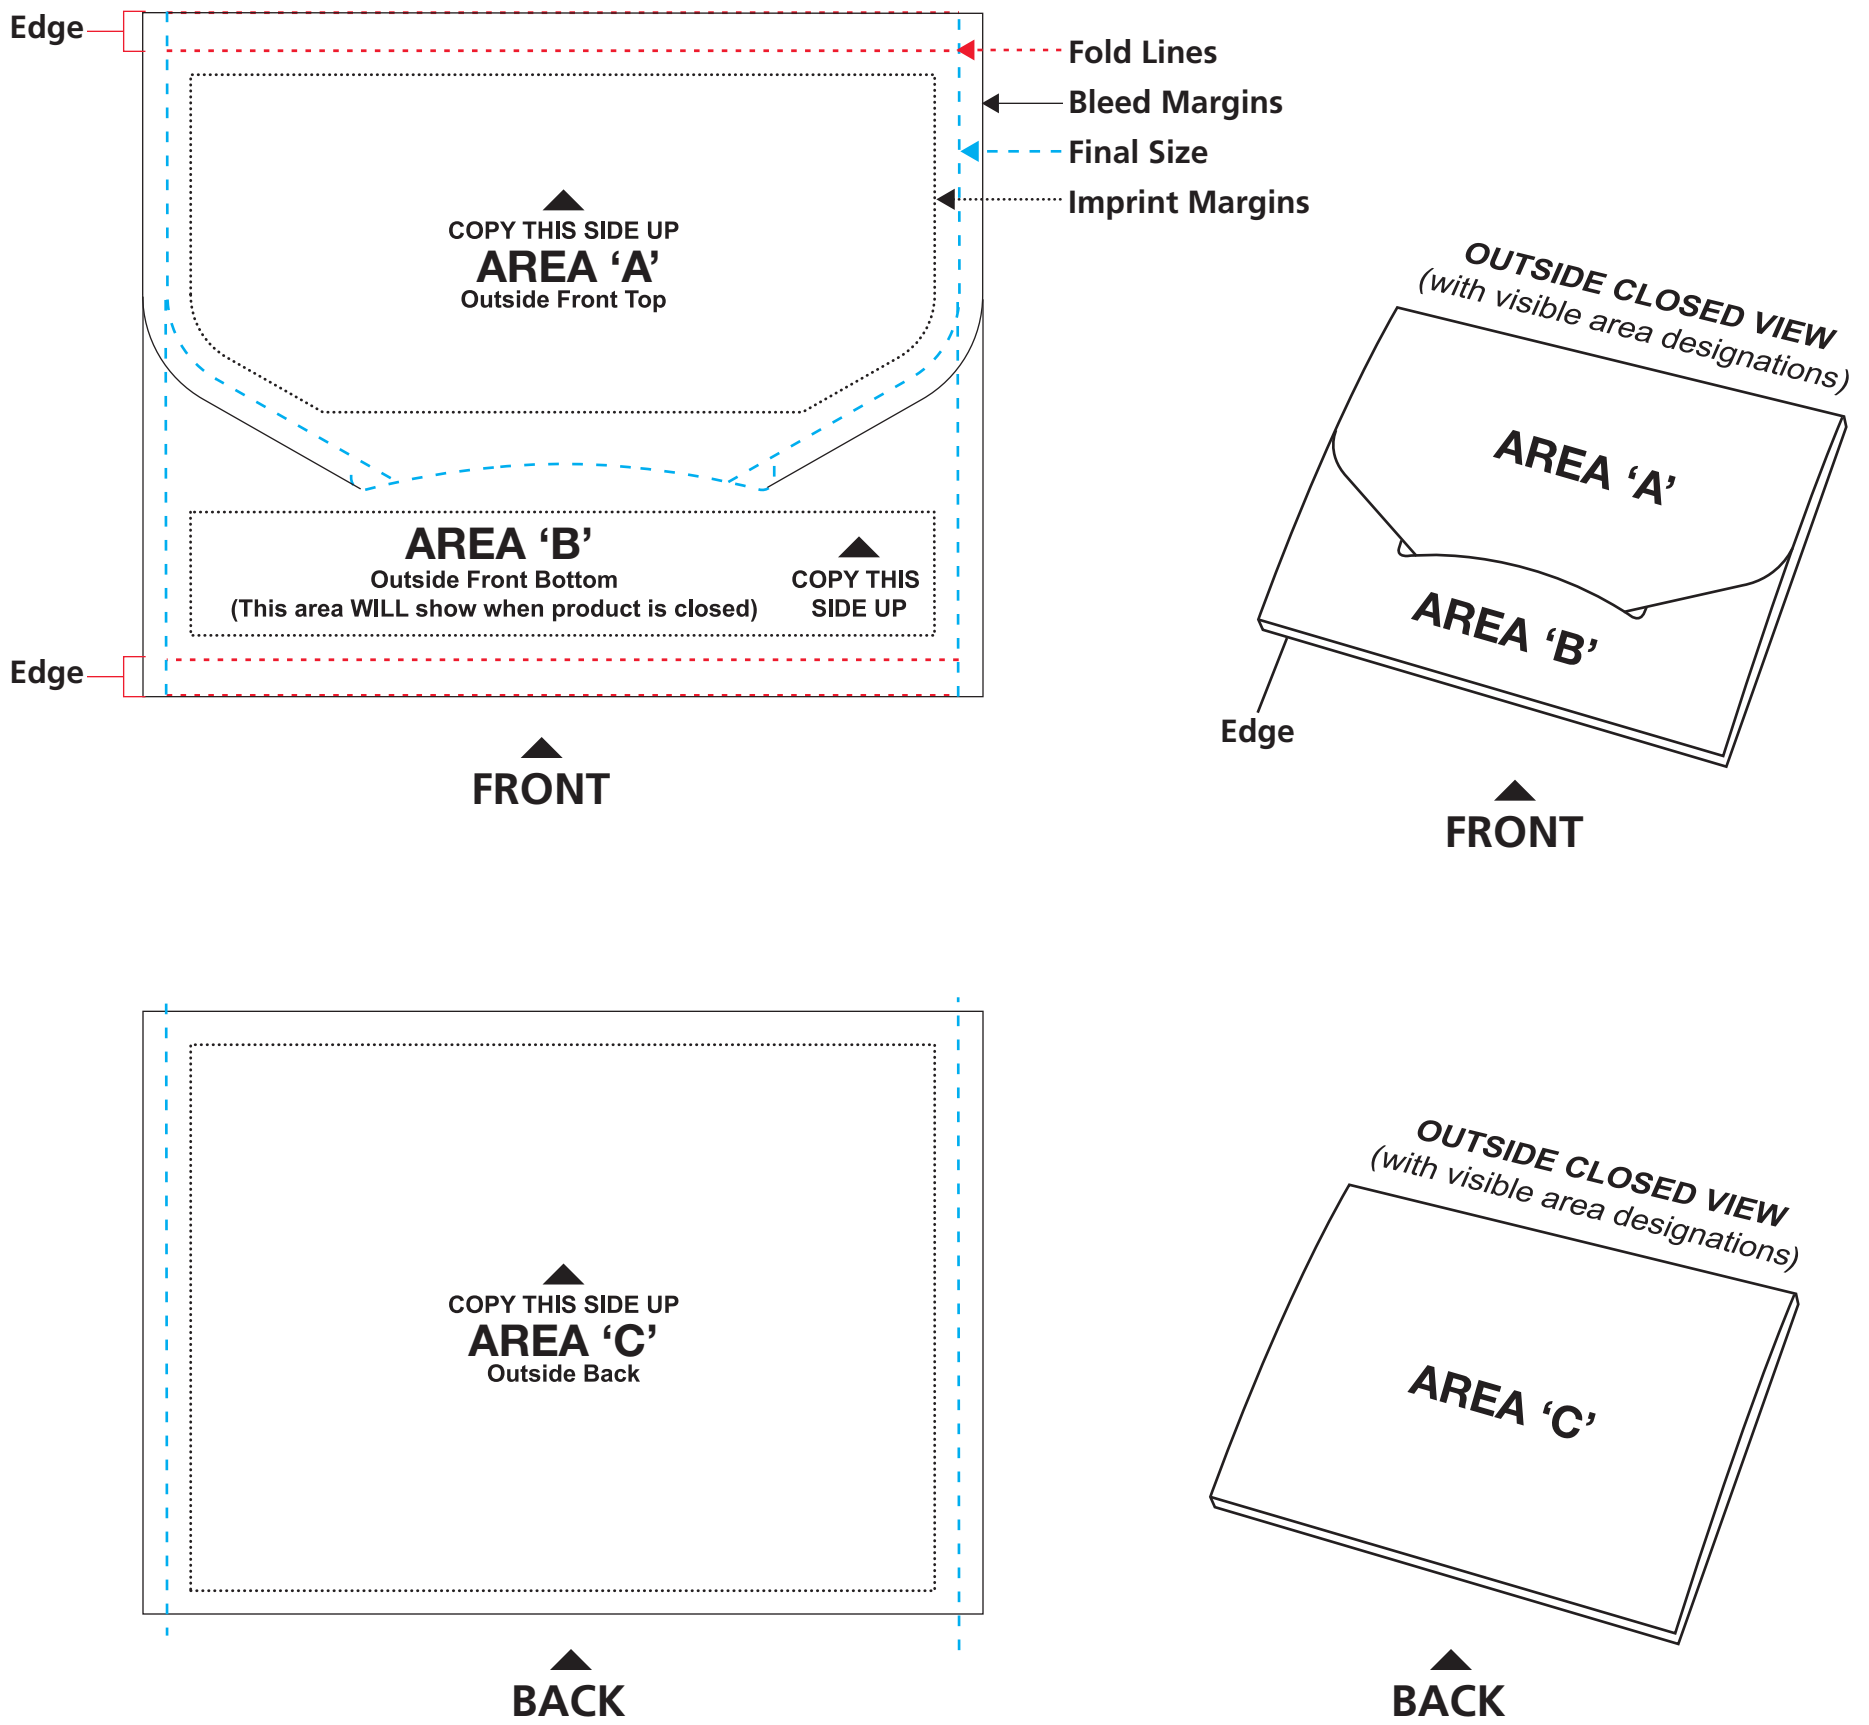 Edge
Fold Lines
Bleed Margins
Final Size
Imprint Margins
COPY THIS SIDE UP
AREA ‘A’
Outside Front Top
AREA ‘B’
Outside Front Bottom
(This area WILL show when product is closed)
COPY THIS
SIDE UP
Edge
FRONT
OUTSIDE CLOSED VIEW
(with visible area designations)
AREA ‘A’
AREA ‘B’
Edge
FRONT
COPY THIS SIDE UP
AREA ‘C’
Outside Back
BACK
OUTSIDE CLOSED VIEW
(with visible area designations)
AREA ‘C’
BACK